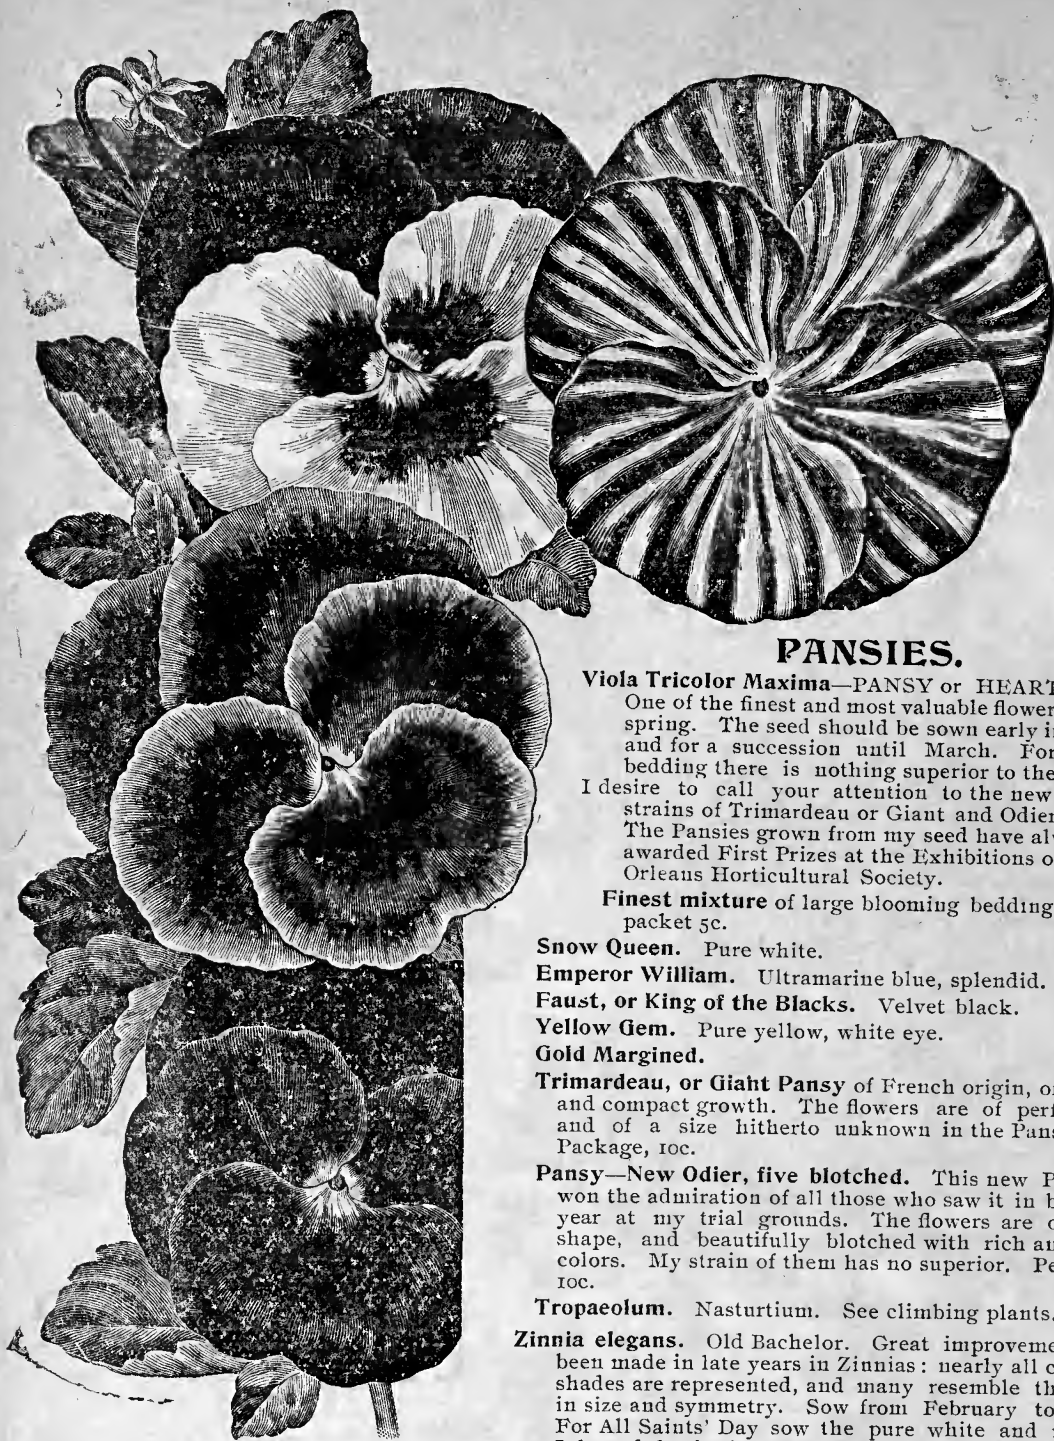 PANSIES.
Viola Tricolor Maxima—PANSY or HEART
One of the finest and most valuable flower
spring. The seed should be sown early i
and for a succession until March. For
bedding there is nothing superior to the
I desire to call your attention to the new
strains of Trimardeau or Giant and Odier
The Pansies grown from my seed have al
awarded First Prizes at the Exhibitions o
Orleans Horticultural Society.
Finest mixture of large blooming bedding
packet 5c.
Snow Queen. Pure white.
Emperor William. Ultramarine blue, splendid.
Faust, or King of the Blacks. Velvet black.
Yellow Gem. Pure yellow, white eye.
Gold Margined.
Trimardeau, or Giaht Pansy of French origin, o
and compact growth. The flowers are of per
and of a size hitherto unknown in the Pans
Package, 10c.
Pansy—New Odier, five blotched. This new P
won the admiration of all those who saw it in b
year at my trial grounds. The flowers are o
shape, and beautifully blotched with rich an
colors. My strain of them has no superior. Pe
10c.
Tropaeolum. Nasturtium. See climbing plants.
Zinnia elegans. Old Bachelor. Great improveme
been made in late years in Zinnias: nearly all c
shades are represented, and many resemble th
in size and symmetry. Sow from February to
For All Saints' Day sow the pure white and